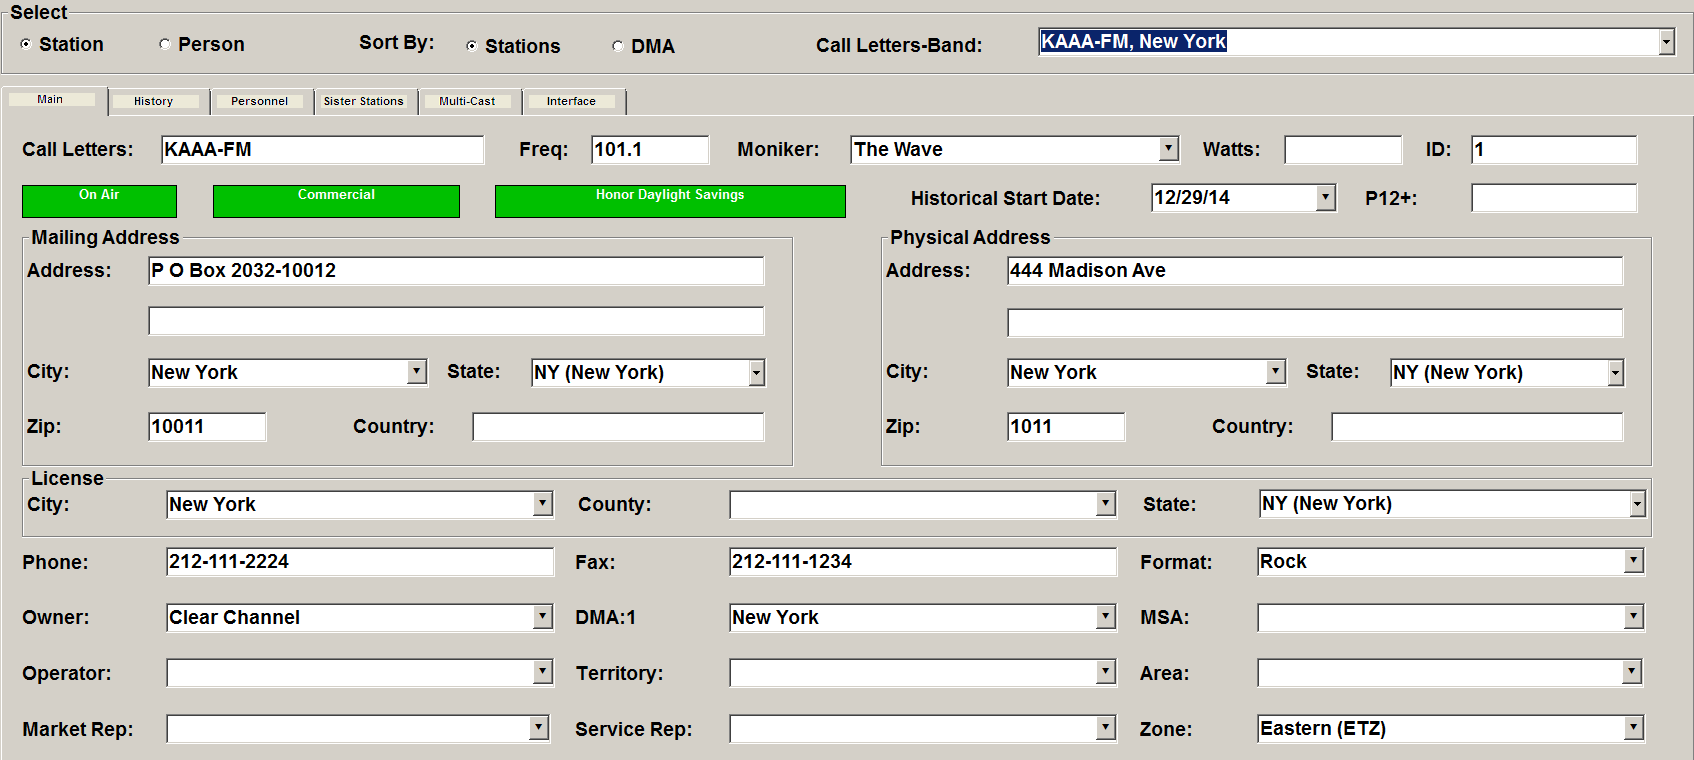 Select
Station Person Sort By: Stations DMA Call Letters-Band: KAAA-FM, New York
Main History Personnel Sister Stations Multi-Cast Interface
Call Letters: KAAA-FM Freq: 101.1 Moniker: The Wave Watts: ID: 1
On Air Commercial Honor Daylight Savings Historical Start Date: 12/29/14 P12+:
Mailing Address Physical Address
Address: P O Box 2032-10012 Address: 444 Madison Ave
City: New York State: NY (New York) City: New York State: NY (New York)
Zip: 10011 Country: Zip: 1011 Country:
License
City: New York County: State: NY (New York)
Phone: 212-111-2224 Fax: 212-111-1234 Format: Rock
Owner: Clear Channel DMA:1 New York MSA:
Operator: Territory: Area:
Market Rep: Service Rep: Zone: Eastern (ETZ)